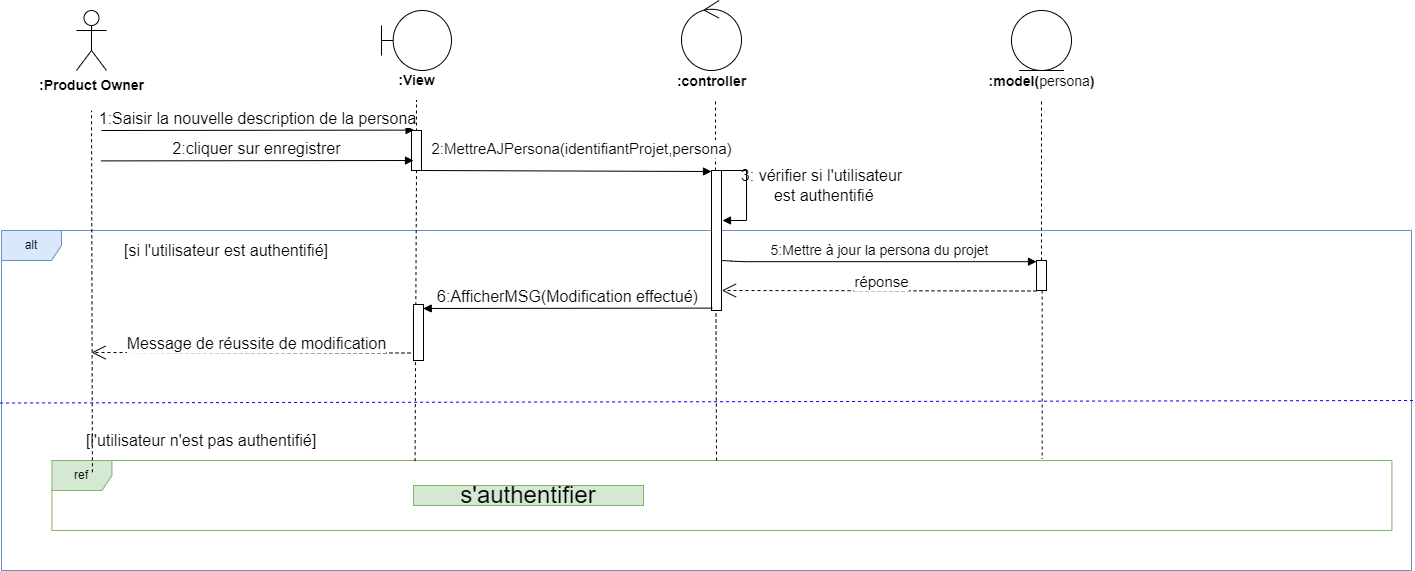 :Product Owner
:View
:controller
:model(persona)
1:Saisir la nouvelle description de la persona
2:cliquer sur enregistrer
2:MettreAJPersona(identifiantProjet,persona)
3: vérifier si l'utilisateur
est authentifié
alt
[si l'utilisateur est authentifié]
5:Mettre à jour la persona du projet
réponse
6:AfficherMSG(Modification effectué)
Message de réussite de modification
[l'utilisateur n'est pas authentifié]
ref
s'authentifier